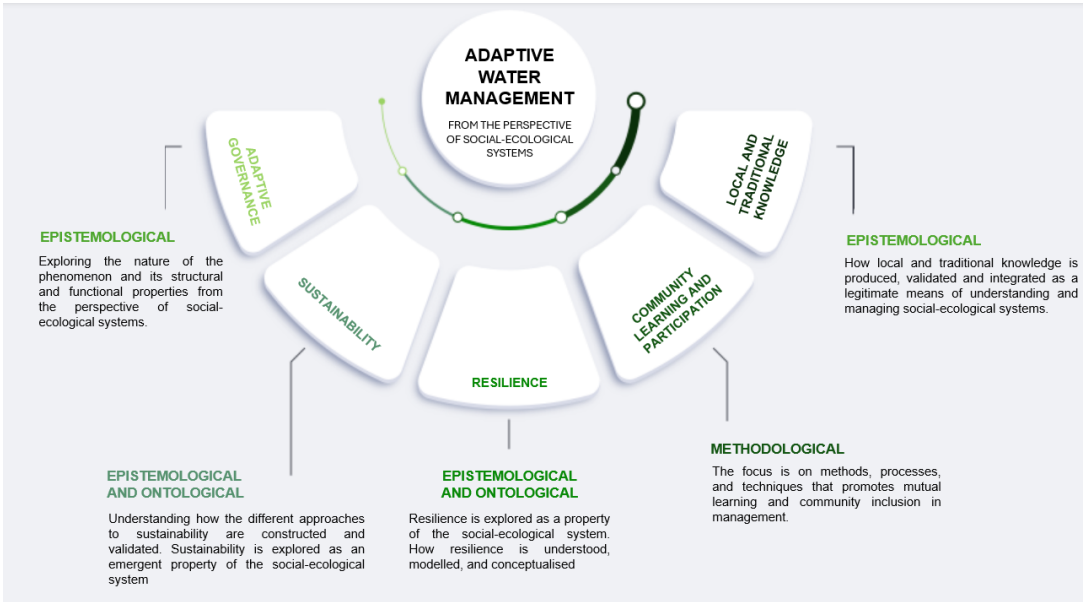 ADAPTIVE
WATER
MANAGEMENT
FROM THE PERSPECTIVE
OF SOCIAL-ECOLOGICAL
SYSTEMS
ADAPTIVE
GOVERNANCE
EPISTEMOLOGICAL
Exploring the nature of the
phenomenon and its structural
and functional properties from
the perspective of social-
ecological systems.
SUSTAINABILITY
EPISTEMOLOGICAL
AND ONTOLOGICAL
Understanding how the different approaches
to sustainability are constructed and
validated. Sustainability is explored as an
emergent property of the social-ecological
system
RESILIENCE
EPISTEMOLOGICAL
AND ONTOLOGICAL
Resilience is explored as a property
of the social-ecological system.
How resilience is understood,
modelled, and conceptualised
COMMUNITY
LEARNING AND
PARTICIPATION
METHODOLOGICAL
The focus is on methods, processes,
and techniques that promotes mutual
learning and community inclusion in
management.
LOCAL AND
TRADITIONAL
KNOWLEDGE
EPISTEMOLOGICAL
How local and traditional knowledge is
produced, validated and integrated as a
legitimate means of understanding and
managing social-ecological systems.